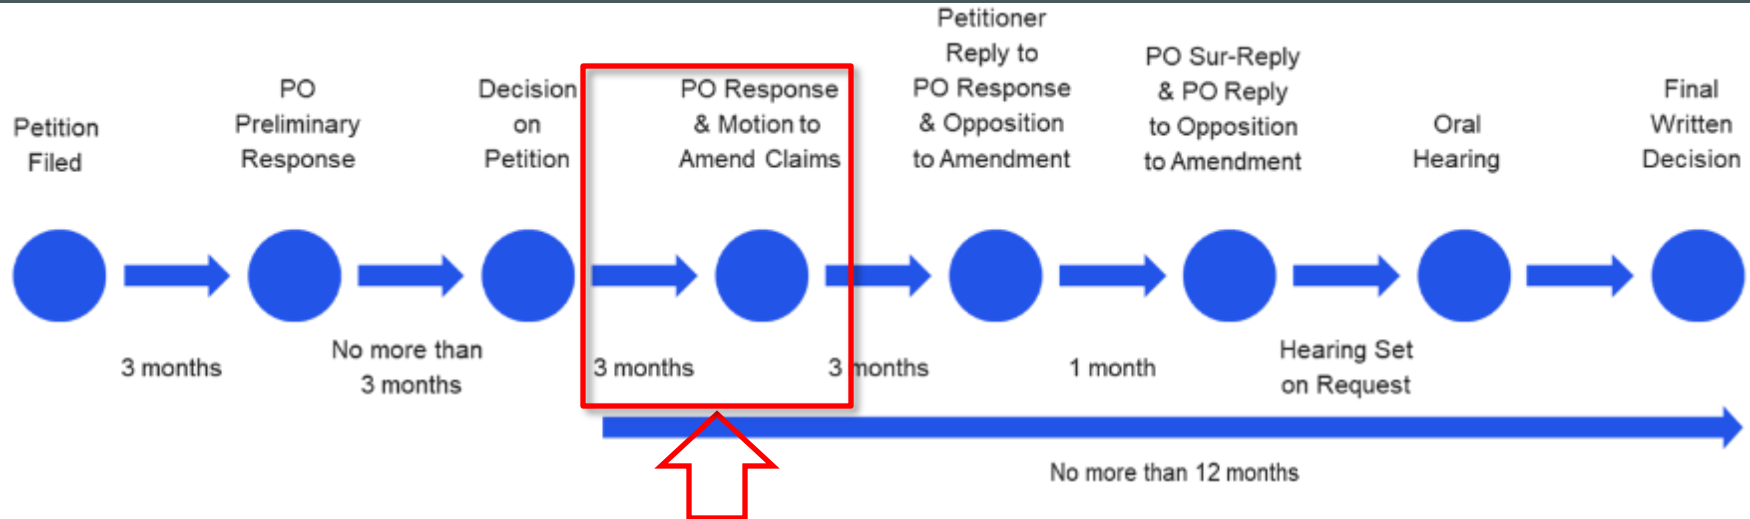 Petition
Filed
PO
Preliminary
Response
Decision
on
Petition
PO Response
& Motion to
Amend Claims
Petitioner
Reply to
PO Response
& Opposition
to Amendment
PO Sur-Reply
& PO Reply
to Opposition
to Amendment
Oral
Hearing
Final
Written
Decision
3 months
No more than
3 months
3 months
3 months
1 month
Hearing Set
on Request
No more than 12 months